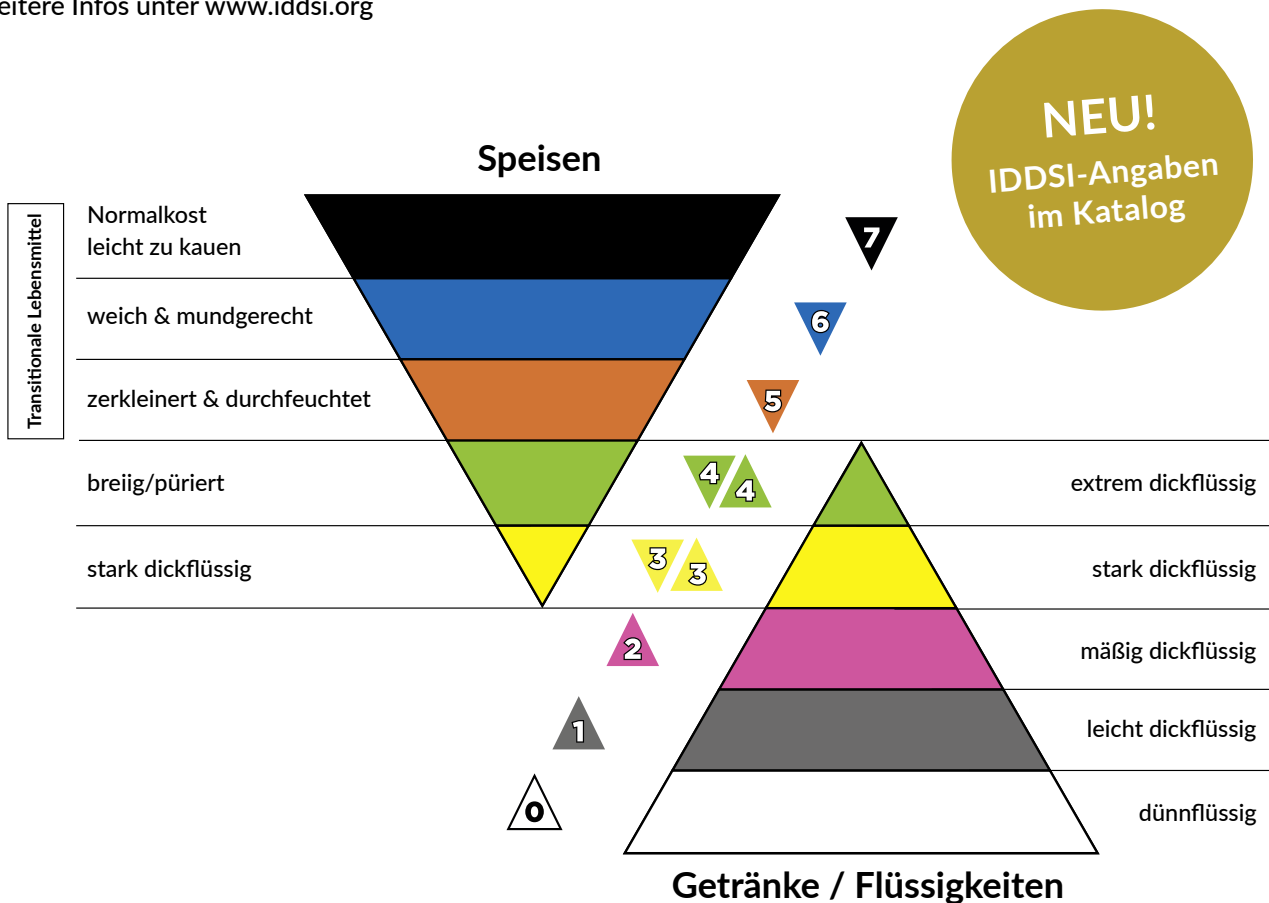 eitere Infos unter www.iddsi.org
NEU!
IDDSI-Angaben
im Katalog
Speisen
Transitionale Lebensmittel
Normalkost
leicht zu kauen
7
weich & mundgerecht
6
zerkleinert & durchfeuchtet
5
breiig/püriert
4 4
extrem dickflüssig
stark dickflüssig
3 3
stark dickflüssig
2
mäßig dickflüssig
1
leicht dickflüssig
0
dünnflüssig
Getränke / Flüssigkeiten